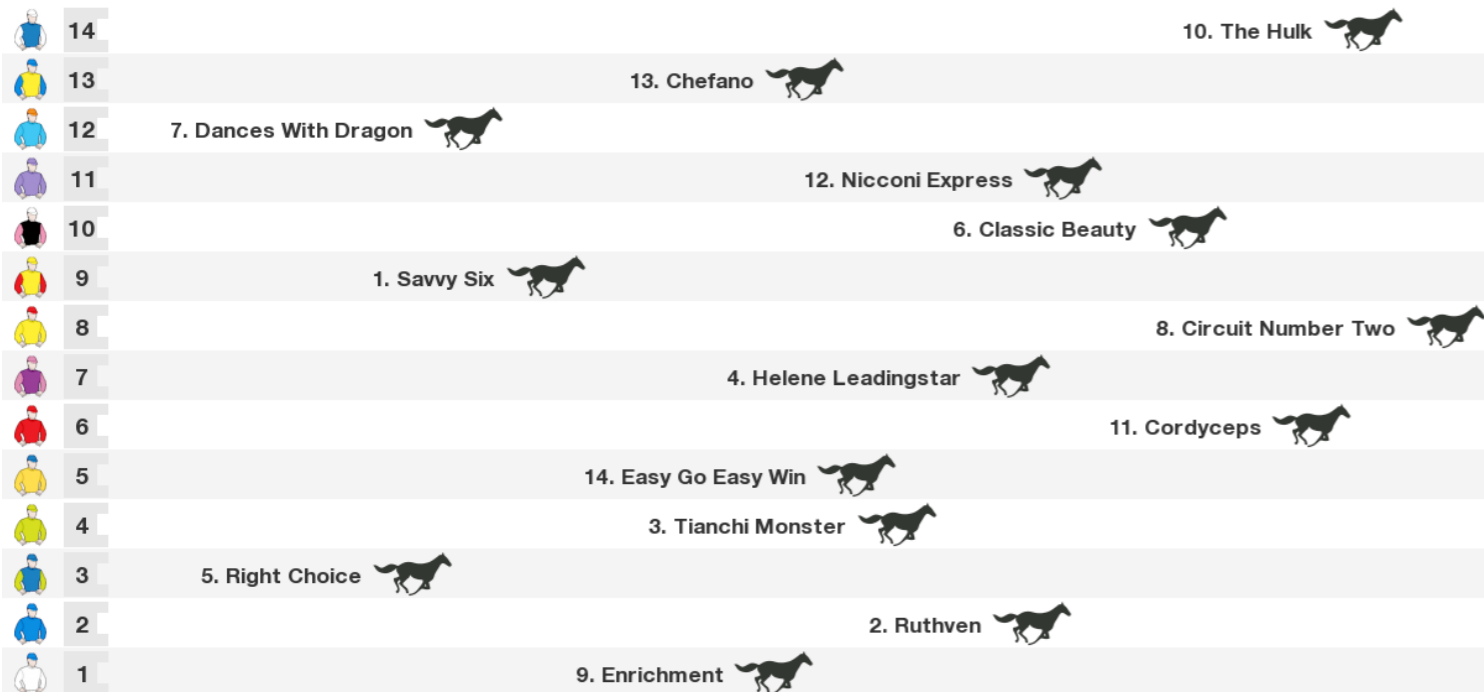 14 10. The Hulk
13 13. Chefano
12 7. Dances With Dragon
11 12. Nicconi Express
10 6. Classic Beauty
9 1. Savvy Six
8 8. Circuit Number Two
7 4. Helene Leadingstar
6 11. Cordyceps
5 14. Easy Go Easy Win
4 3. Tianchi Monster
3 5. Right Choice
2 2. Ruthven
1 9. Enrichment